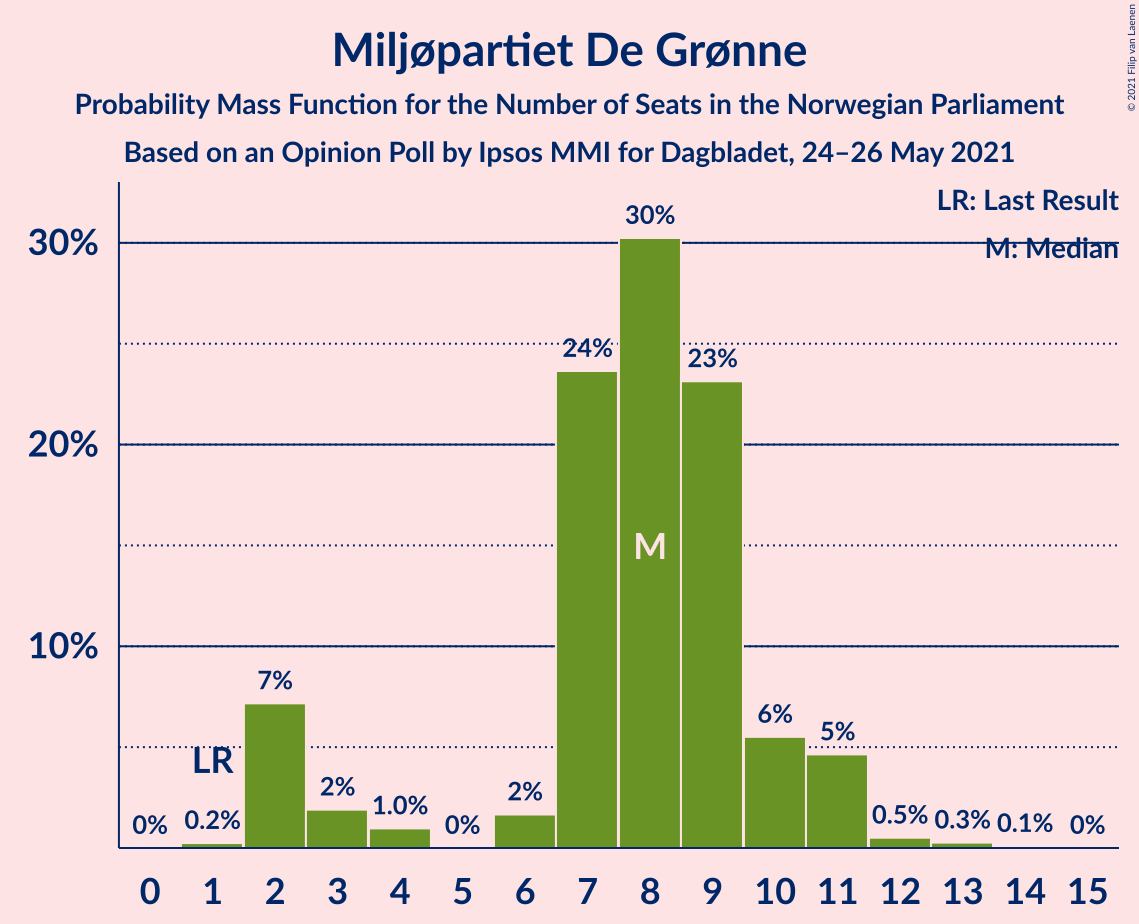 Miljøpartiet De Grønne
Probability Mass Function for the Number of Seats in the Norwegian Parliament
Based on an Opinion Poll by Ipsos MMI for Dagbladet, 24–26 May 2021
© 2021 Filip van Laenen
LR: Last Result
M: Median
30%
20%
10%
0%
0.2%
LR
7%
2%
1.0%
0%
2%
24%
30%
M
23%
6%
5%
0.5%
0.3%
0.1%
0%
0 1 2 3 4 5 6 7 8 9 10 11 12 13 14 15